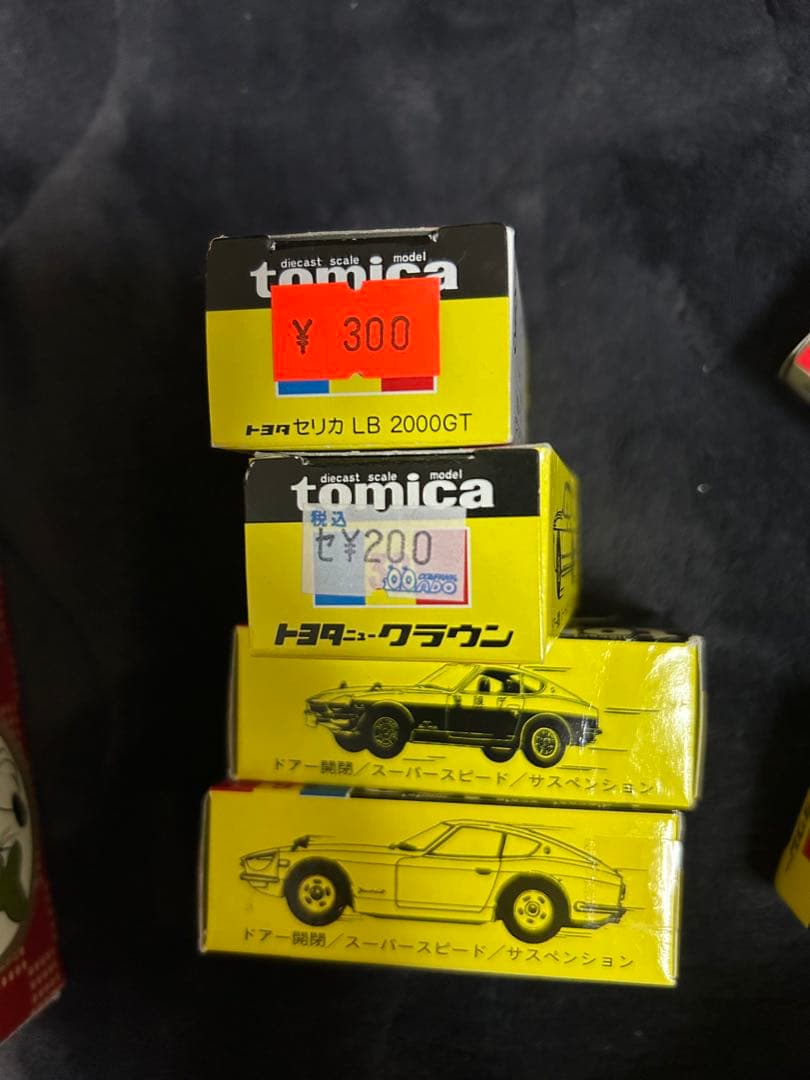 diecast scale model
tomica
¥ 300
トヨタ セリカ LB 2000GT
diecast scale model
tomica
税込
セ¥200
トヨタニュークラウン
警視庁
ドアー開閉/スーパースピード/サスペンション
ドアー開閉/スーパースピード/サスペンション